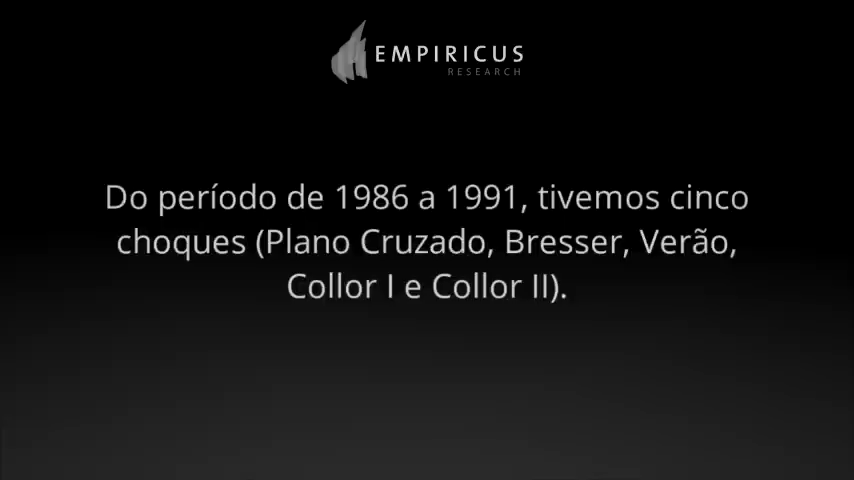 EMPIRICUS
RESEARCH
Do período de 1986 a 1991, tivemos cinco
choques (Plano Cruzado, Bresser, Verão,
Collor I e Collor II).